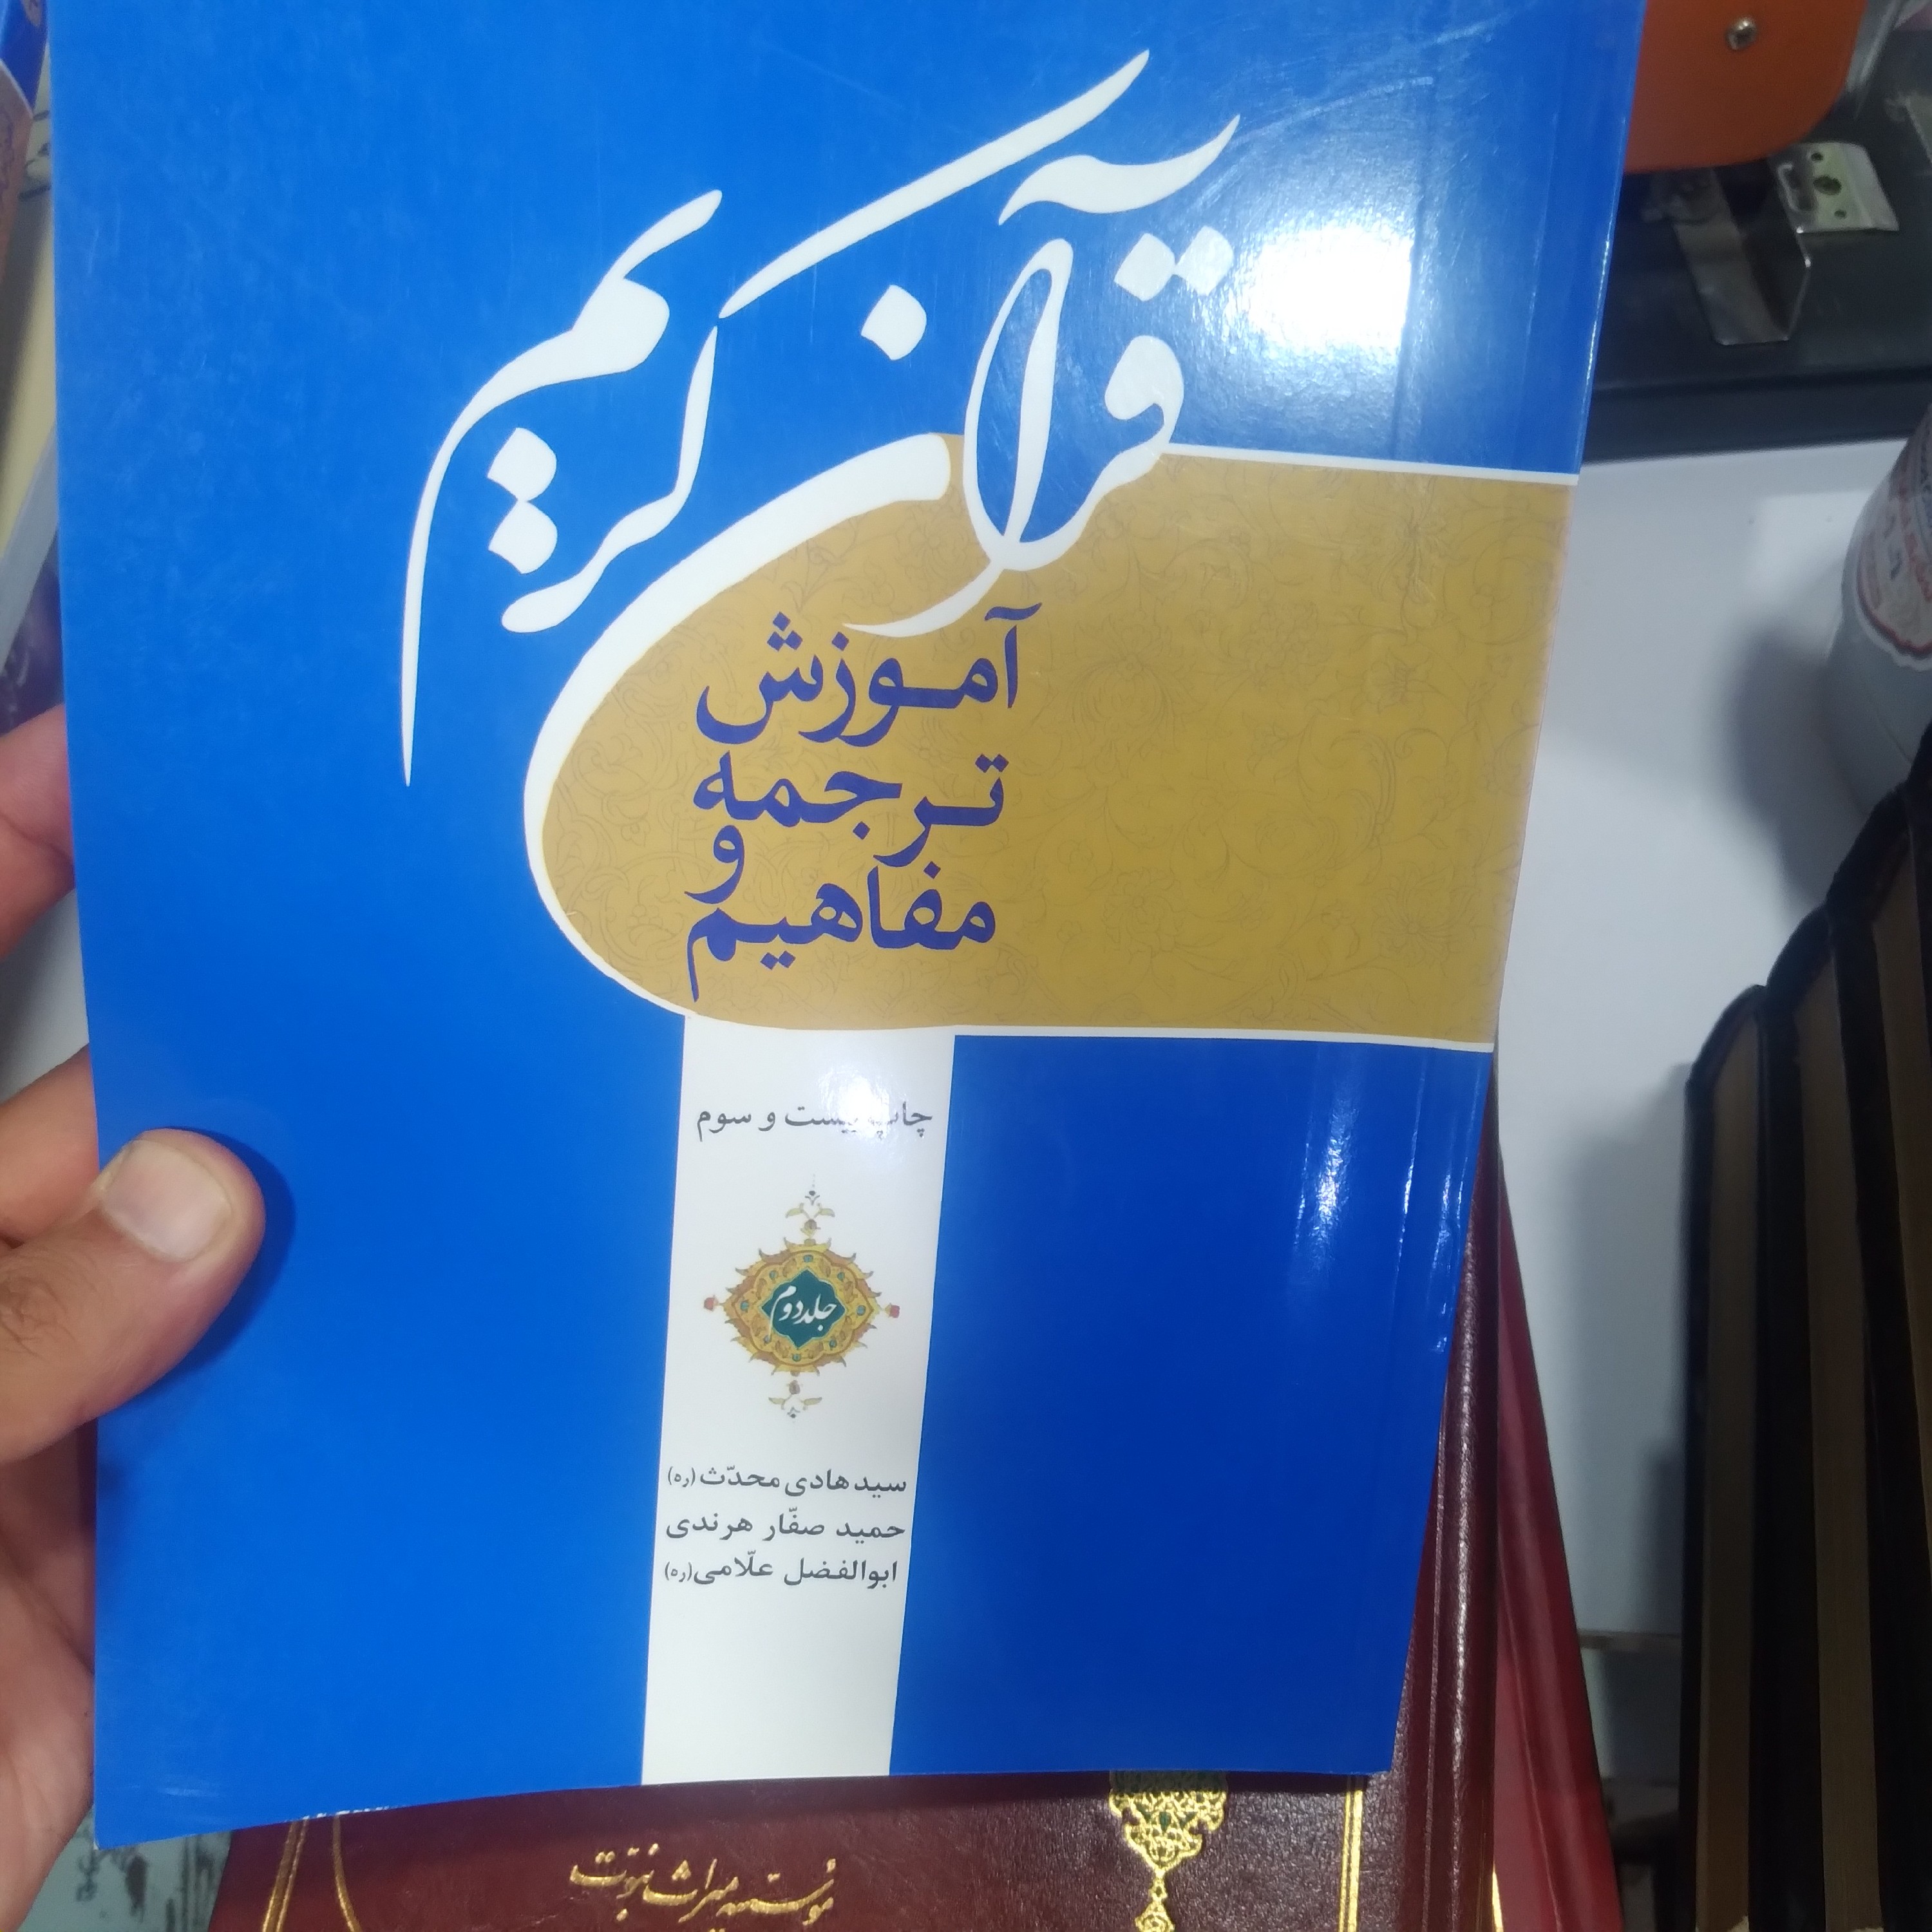 قرآن کریم
آموزش
ترجمه
و
مفاهیم
چاپ بیست و سوم
جلد دوم
سید هادی محدّث (ره)
حمید صفّار هرندی
ابوالفضل علّامی (ره)
مؤسسه میراث نبوت